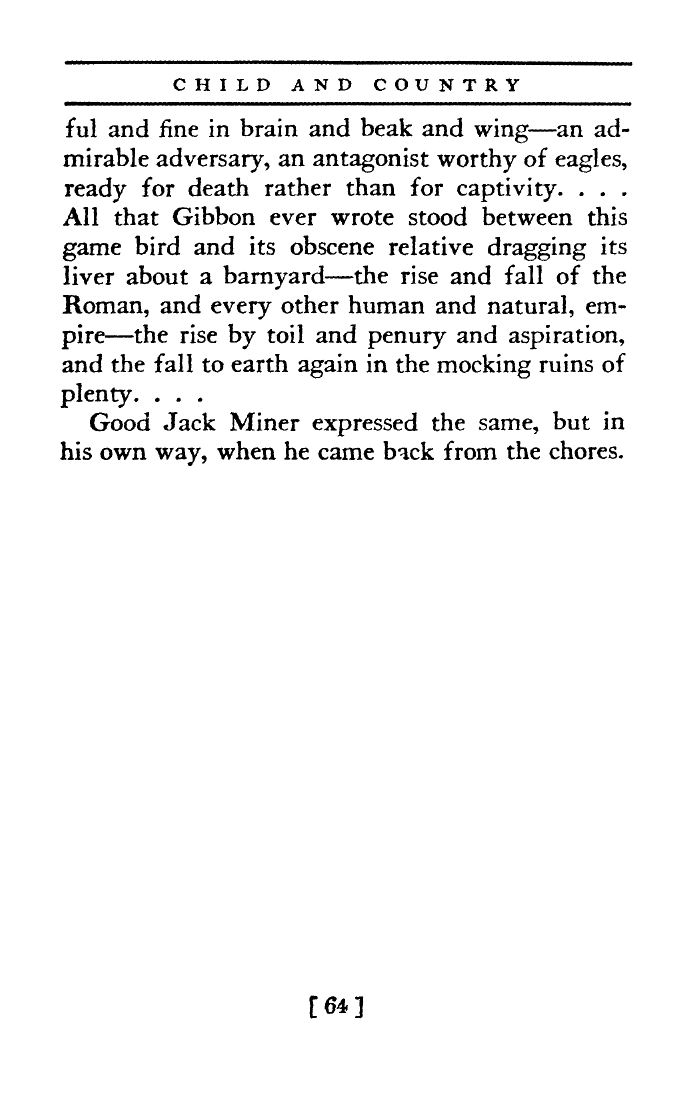 CHILD AND COUNTRY
ful and fine in brain and beak and wing—an ad-
mirable adversary, an antagonist worthy of eagles,
ready for death rather than for captivity. . . .
All that Gibbon ever wrote stood between this
game bird and its obscene relative dragging its
liver about a barnyard—the rise and fall of the
Roman, and every other human and natural, em-
pire—the rise by toil and penury and aspiration,
and the fall to earth again in the mocking ruins of
plenty. . . .
Good Jack Miner expressed the same, but in
his own way, when he came back from the chores.
[ 64 ]